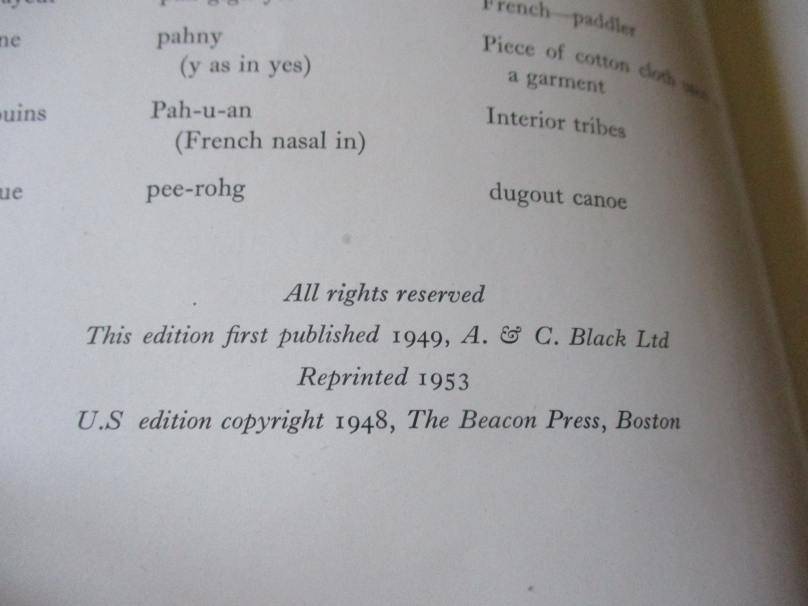 French—paddler
ne pahny Piece of cotton cloth
(y as in yes) a garment
ouins Pah-u-an Interior tribes
(French nasal in)
ue pee-rohg dugout canoe
All rights reserved
This edition first published 1949, A. & C. Black Ltd
Reprinted 1953
U.S edition copyright 1948, The Beacon Press, Boston